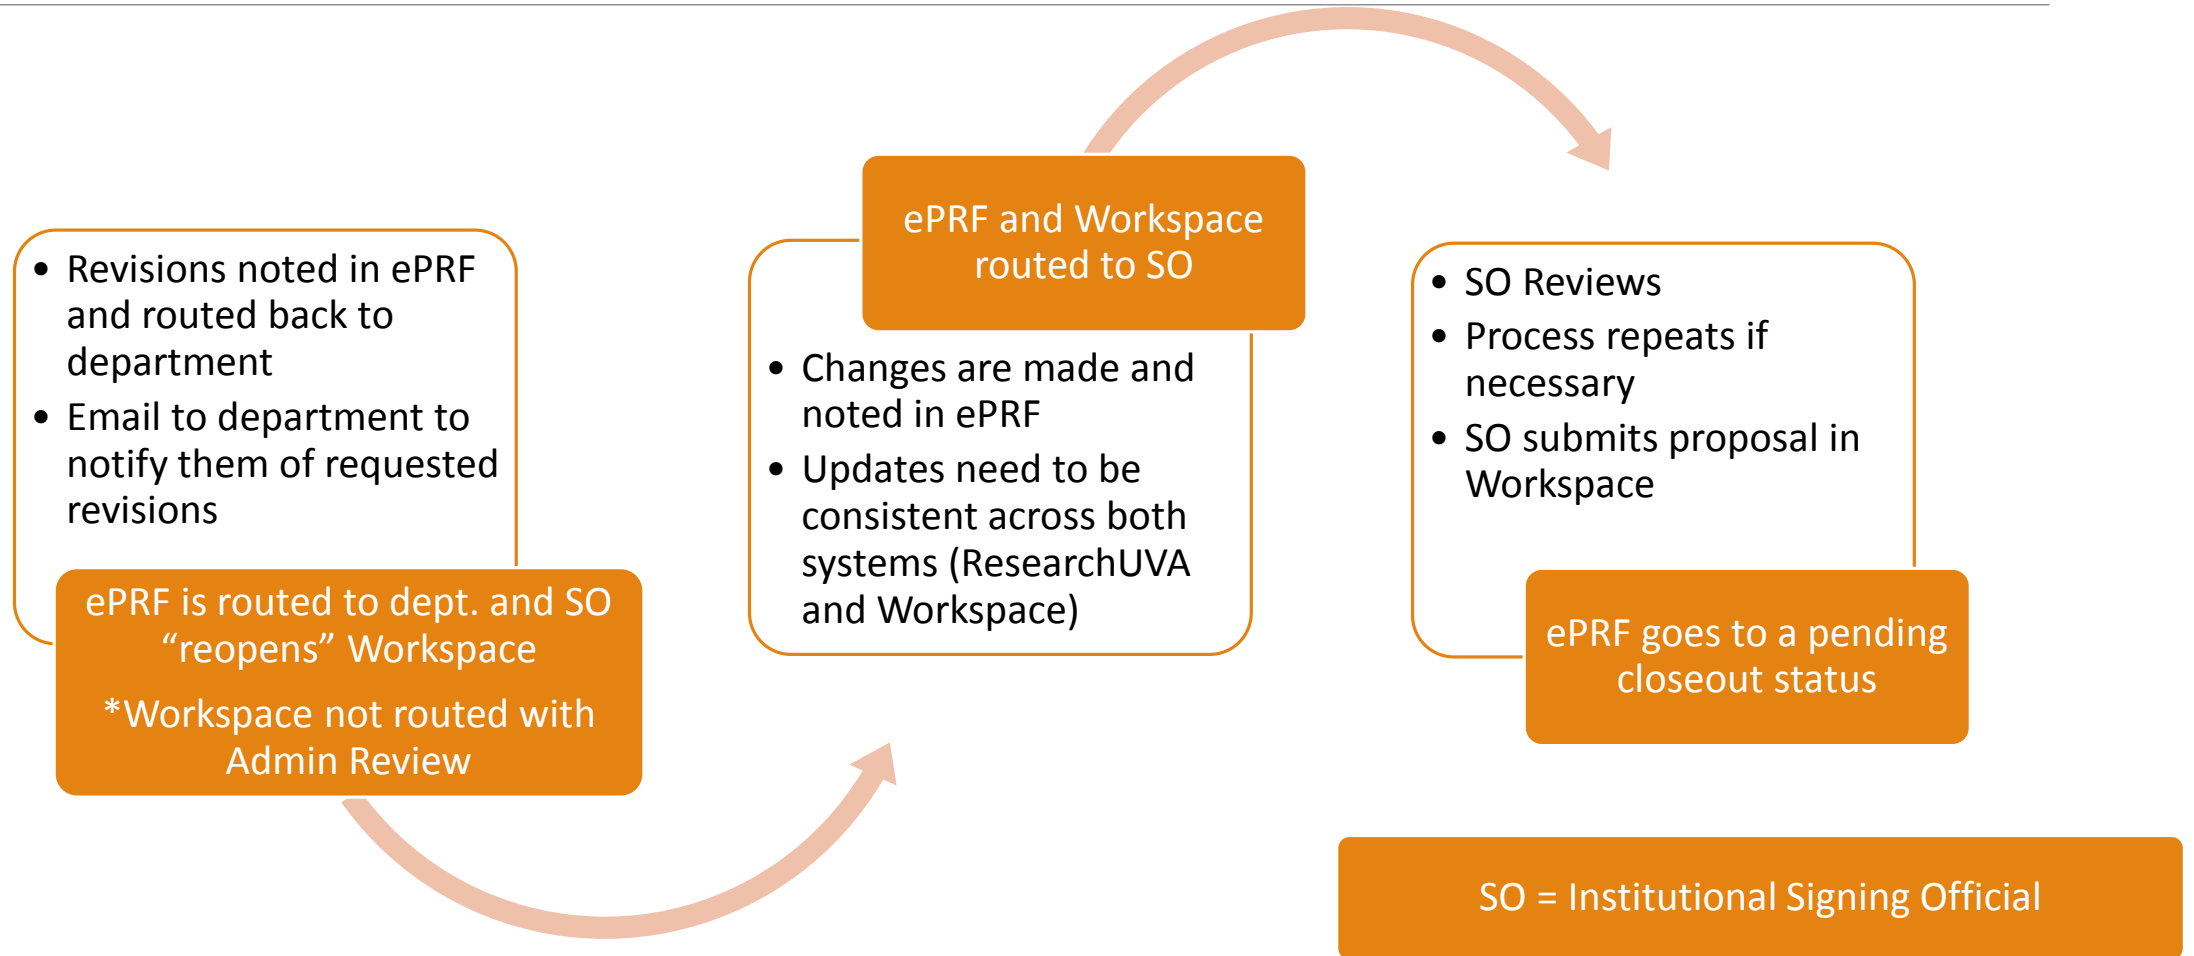 • Revisions noted in ePRF
and routed back to
department
• Email to department to
notify them of requested
revisions
ePRF is routed to dept. and SO
“reopens” Workspace
*Workspace not routed with
Admin Review
ePRF and Workspace
routed to SO
• Changes are made and
noted in ePRF
• Updates need to be
consistent across both
systems (ResearchUVA
and Workspace)
• SO Reviews
• Process repeats if
necessary
• SO submits proposal in
Workspace
ePRF goes to a pending
closeout status
SO = Institutional Signing Official